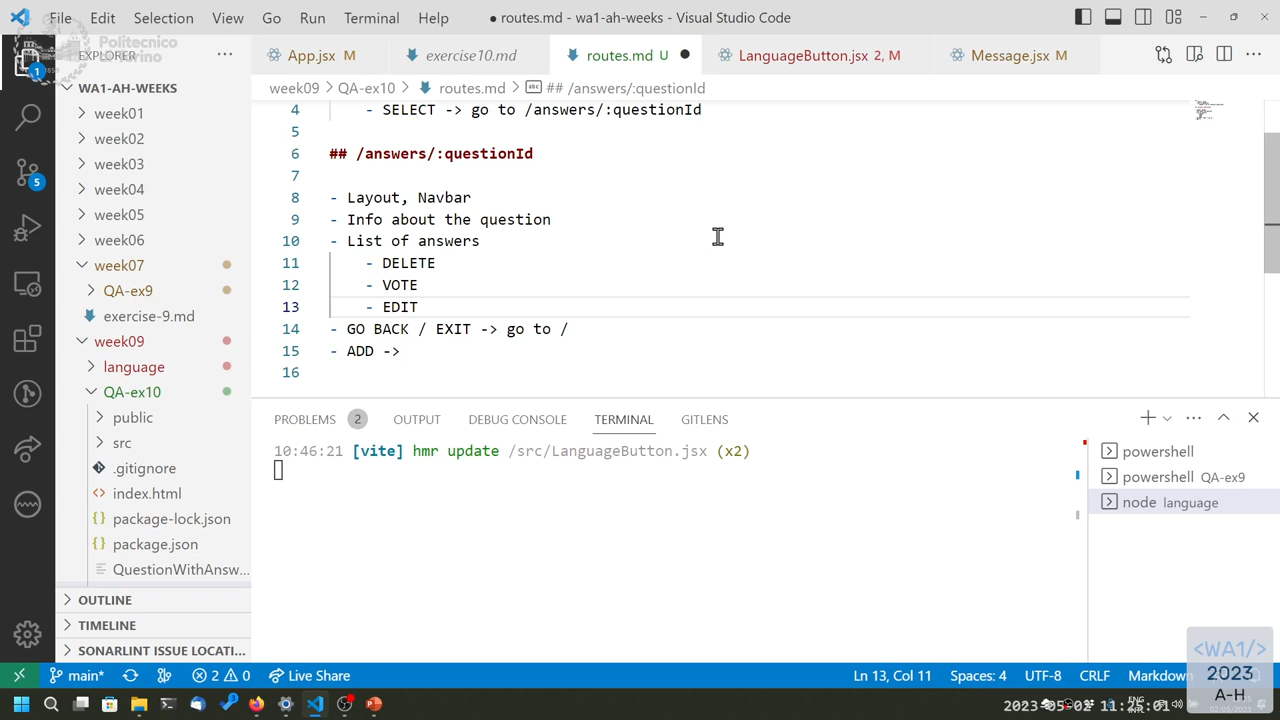 File Edit Selection View Go Run Terminal Help
● routes.md - wa1-ah-weeks - Visual Studio Code
Politecnico
di Torino
EXPLORER
App.jsx M
exercise10.md
routes.md U
LanguageButton.jsx 2, M
Message.jsx M
week09 > QA-ex10 > routes.md > ## /answers/:questionId
1
5
WA1-AH-WEEKS
week01
week02
week03
week04
week05
week06
week07
QA-ex9
exercise-9.md
week09
language
QA-ex10
public
src
.gitignore
index.html
package-lock.json
package.json
QuestionWithAnsw...
OUTLINE
TIMELINE
SONARLINT ISSUE LOCATI...
4 - SELECT -> go to /answers/:questionId
5
6 ## /answers/:questionId
7
8 - Layout, Navbar
9 - Info about the question
10 - List of answers
11 - DELETE
12 - VOTE
13 - EDIT
14 - GO BACK / EXIT -> go to /
15 - ADD ->
16
PROBLEMS 2 OUTPUT DEBUG CONSOLE TERMINAL GITLENS
10:46:21 [vite] hmr update /src/LanguageButton.jsx (x2)
powershell
powershell QA-ex9
node language
main* 2 0 Live Share
Ln 13, Col 11 Spaces: 4 UTF-8 CRLF Markdown
<WA1/>
2023
A-H
ENG